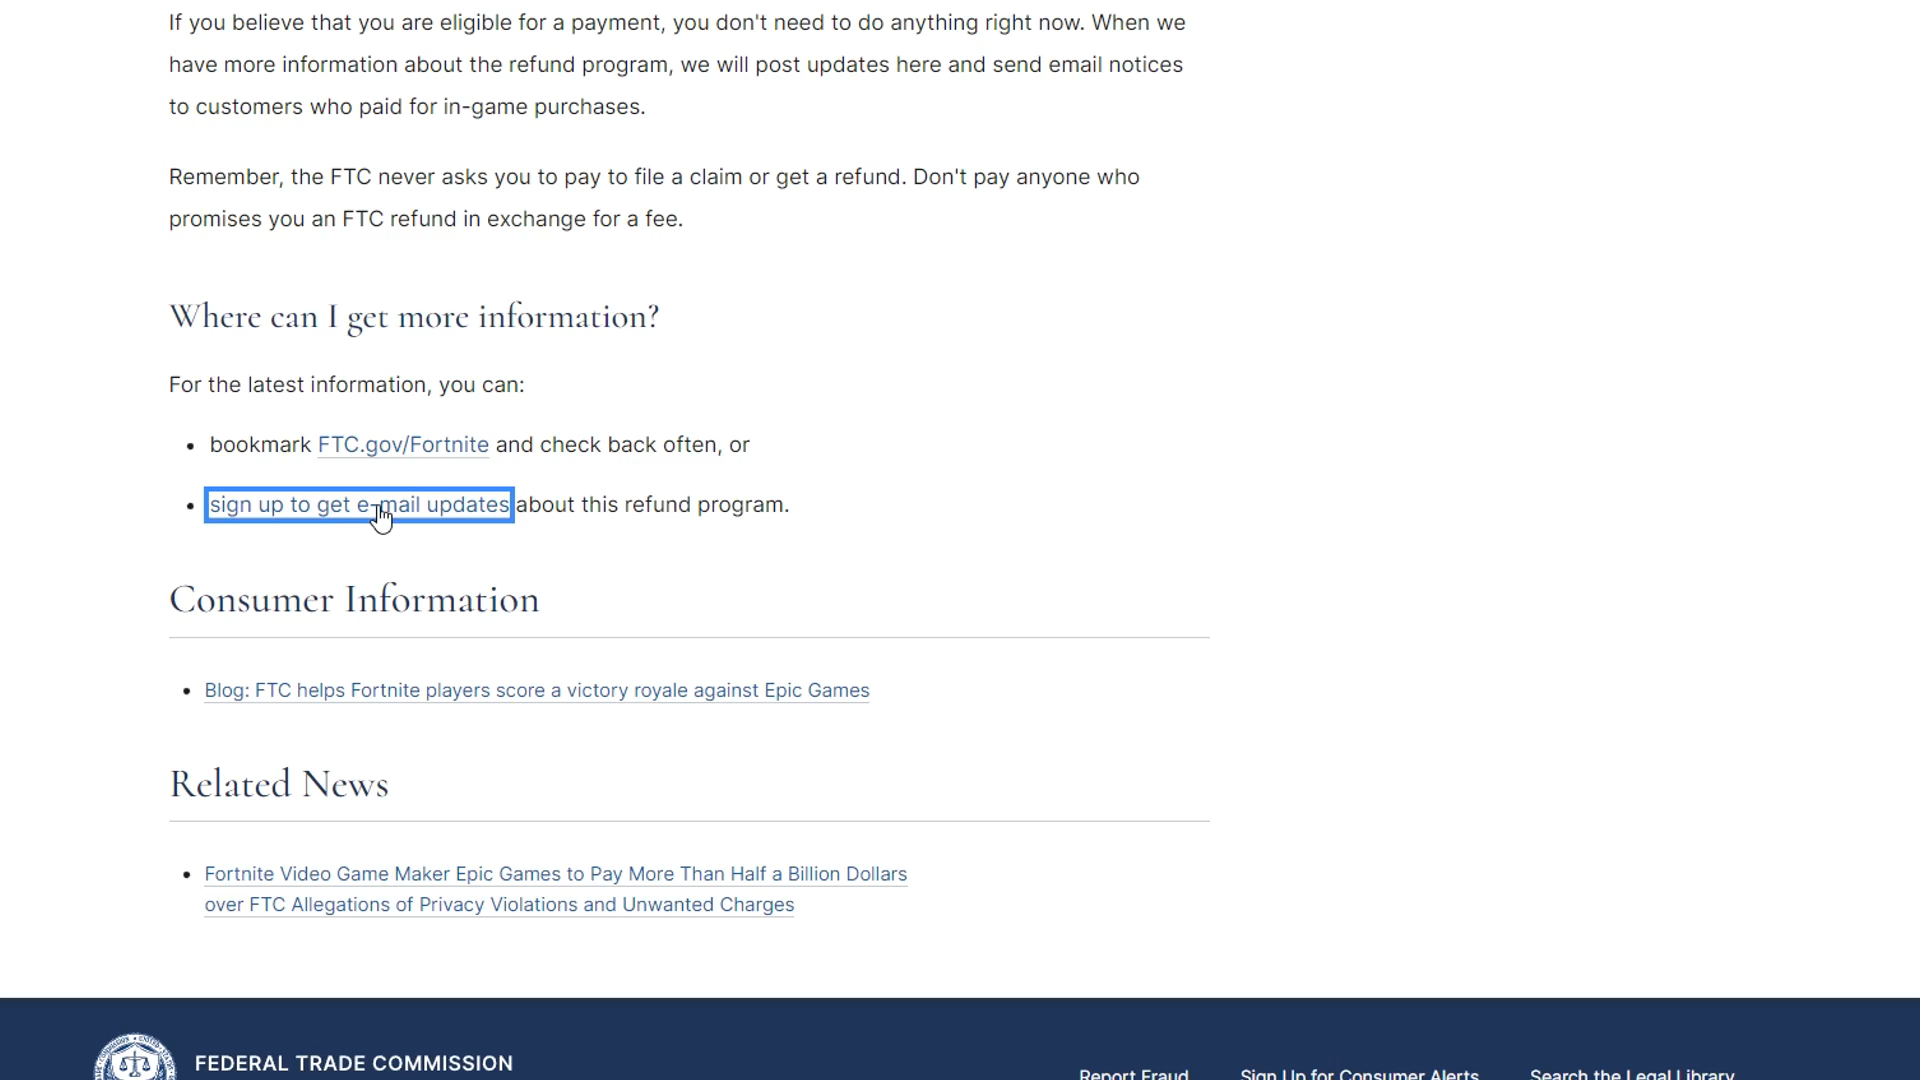 If you believe that you are eligible for a payment, you don't need to do anything right now. When we
have more information about the refund program, we will post updates here and send email notices
to customers who paid for in-game purchases.
Remember, the FTC never asks you to pay to file a claim or get a refund. Don't pay anyone who
promises you an FTC refund in exchange for a fee.
Where can I get more information?
For the latest information, you can:
• bookmark FTC.gov/Fortnite and check back often, or
• sign up to get e-mail updates about this refund program.
Consumer Information
• Blog: FTC helps Fortnite players score a victory royale against Epic Games
Related News
• Fortnite Video Game Maker Epic Games to Pay More Than Half a Billion Dollars
over FTC Allegations of Privacy Violations and Unwanted Charges
FEDERAL TRADE COMMISSION
Report Fraud
Sign Up for Consumer Alerts
Search the Legal Library